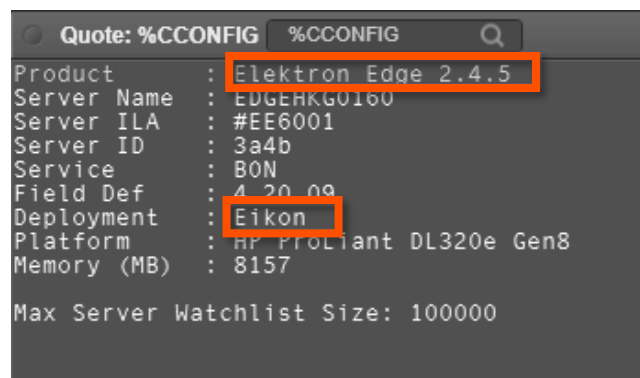 Quote: %CCONFIG %CCONFIG
Product : Elektron Edge 2.4.5
Server Name : EDGEHKG0160
Server ILA : #EE6001
Server ID : 3a4b
Service : BON
Field Def : 4.20.09
Deployment : Eikon
Platform : HP ProLiant DL320e Gen8
Memory (MB) : 8157
Max Server Watchlist Size: 100000